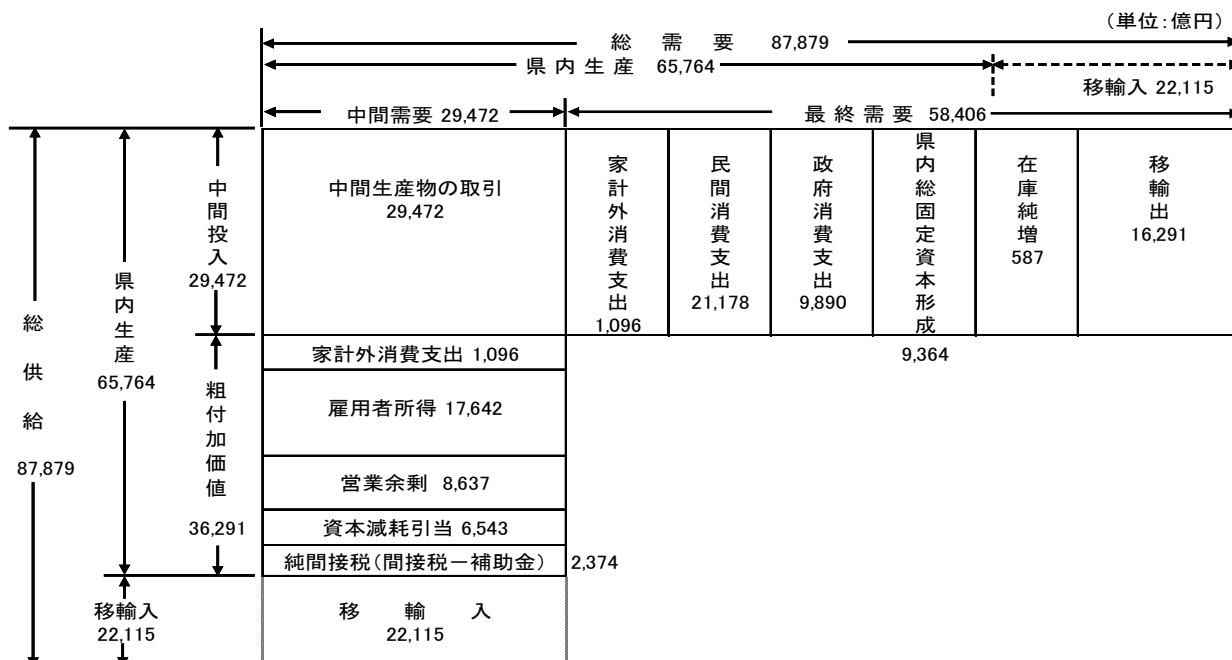 (単位:億円)
総需要 87,879
県内生産 65,764
移輸入 22,115
中間需要 29,472
最終需要 58,406
中間生産物の取引
29,472
家計外消費支出
1,096
民間消費支出
21,178
政府消費支出
9,890
県内総固定資本形成
9,364
在庫純増
587
移輸出
16,291
総供給
87,879
県内生産
65,764
中間投入
29,472
粗付加価値
36,291
家計外消費支出 1,096
雇用者所得 17,642
営業余剰 8,637
資本減耗引当 6,543
純間接税(間接税-補助金) 2,374
移輸入
22,115
移輸入
22,115